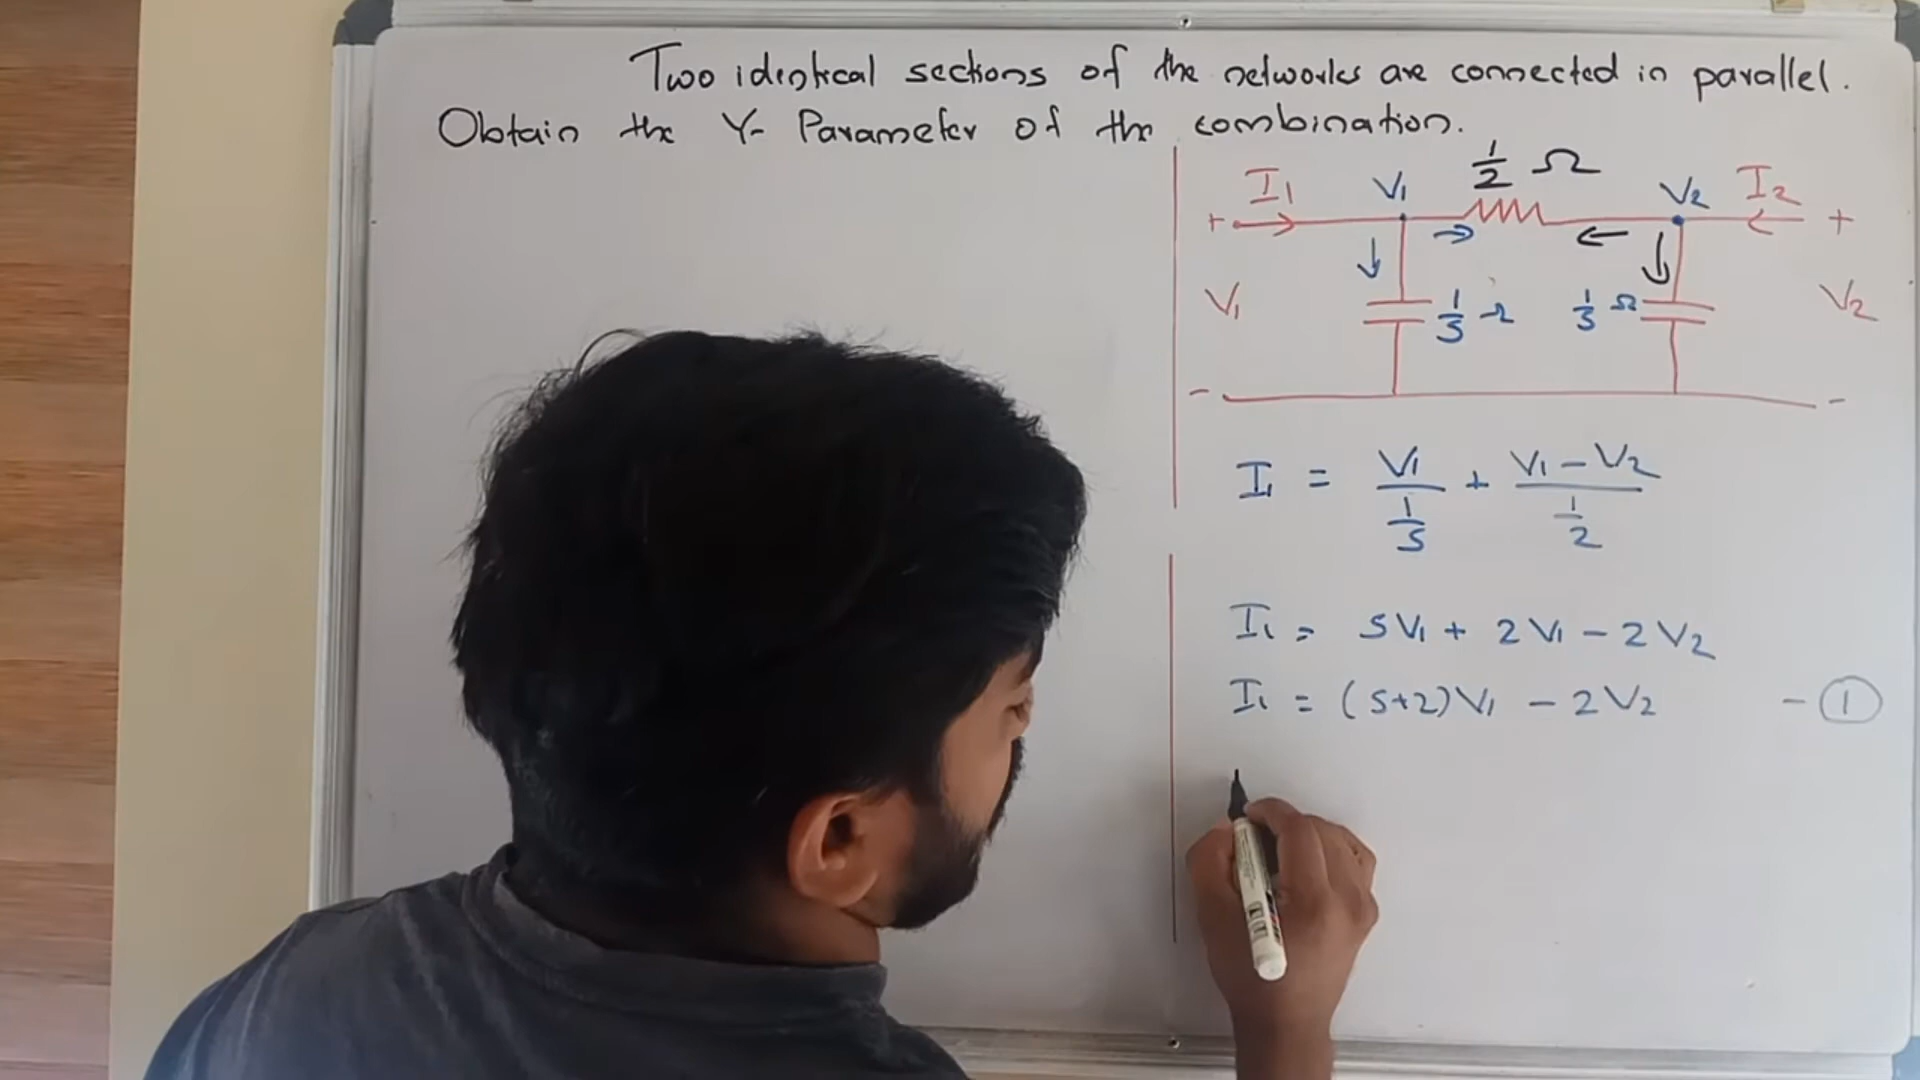 Two identical sections of the networks are connected in parallel.
Obtain the Y- Parameter of the combination.
I1 V1 1/2 Ω V2 I2
+ +
V1 1/s Ω 1/s Ω V2
- -
I1 = V1/(1/s) + (V1 - V2)/(1/2)
I1 = sV1 + 2V1 - 2V2
I1 = (s+2)V1 - 2V2 - ①